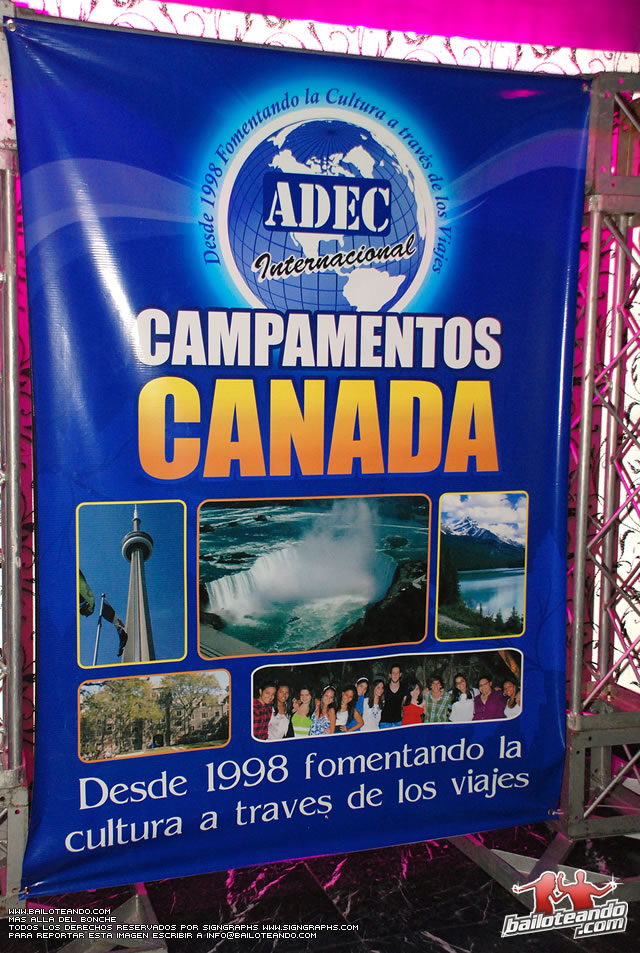 Desde 1998 Fomentando la Cultura a través de los Viajes
ADEC
Internacional
CAMPAMENTOS
CANADA
Desde 1998 fomentando la
cultura a traves de los viajes
WWW.BAILOTEANDO.COM
MAS ALLA DEL BONCHE
TODOS LOS DERECHOS RESERVADOS POR SIGNGRAPHS WWW.SIGNGRAPHS.COM
PARA REPORTAR ESTA IMAGEN ESCRIBIR A INFO@BAILOTEANDO.COM
bailoteando
.com